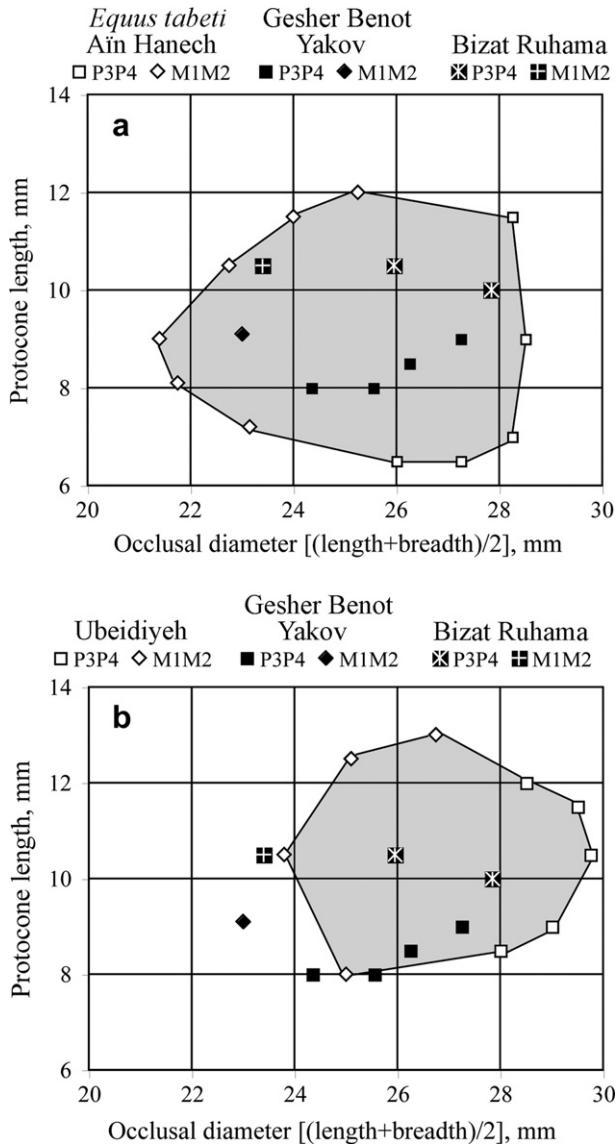 Equus tabeti Gesher Benot
Aïn Hanech Yakov Bizat Ruhama
P3P4 M1M2 P3P4 M1M2 P3P4 M1M2
14
a
12
10
8
6
Protocone length, mm
20 22 24 26 28 30
Occlusal diameter [(length+breadth)/2], mm
Gesher Benot
Ubeidiyeh Yakov Bizat Ruhama
P3P4 M1M2 P3P4 M1M2 P3P4 M1M2
14
b
12
10
8
6
Protocone length, mm
20 22 24 26 28 30
Occlusal diameter [(length+breadth)/2], mm